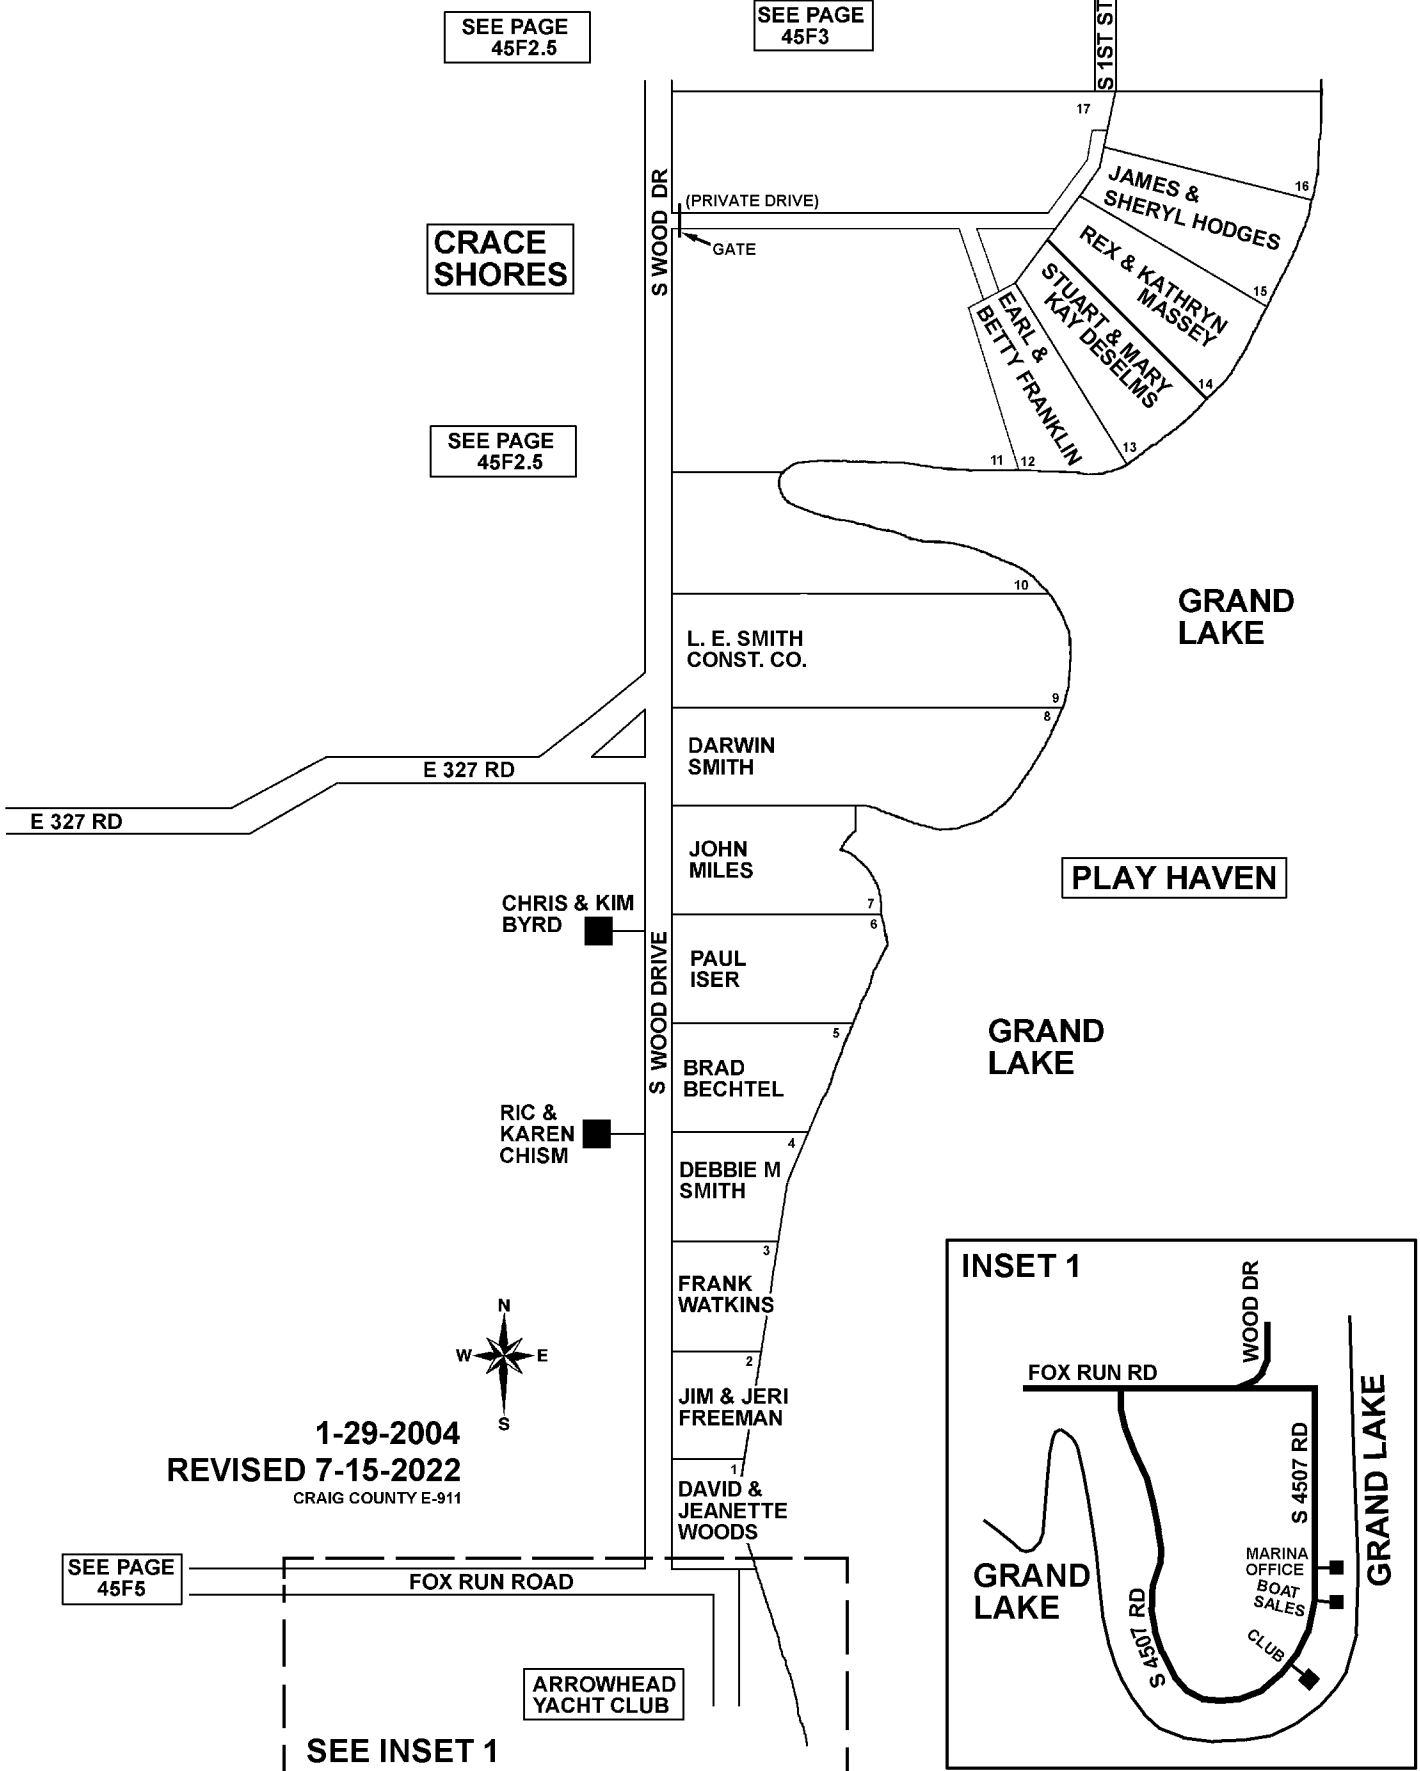 SEE PAGE
45F2.5
SEE PAGE
45F3
S 1ST ST
17
16
JAMES &
SHERYL HODGES
15
REX & KATHRYN
MASSEY
14
STUART & MARY
KAY DESELMS
13
EARL &
BETTY FRANKLIN
12
11
(PRIVATE DRIVE)
GATE
S WOOD DR
CRACE
SHORES
SEE PAGE
45F2.5
10
GRAND
LAKE
L. E. SMITH
CONST. CO.
9
8
DARWIN
SMITH
E 327 RD
E 327 RD
JOHN
MILES
7
PLAY HAVEN
CHRIS & KIM
BYRD
6
PAUL
ISER
S WOOD DRIVE
GRAND
LAKE
5
BRAD
BECHTEL
RIC &
KAREN
CHISM
4
DEBBIE M
SMITH
3
FRANK
WATKINS
2
JIM & JERI
FREEMAN
1
DAVID &
JEANETTE
WOODS
N
W E
S
1-29-2004
REVISED 7-15-2022
CRAIG COUNTY E-911
SEE PAGE
45F5
FOX RUN ROAD
ARROWHEAD
YACHT CLUB
SEE INSET 1
INSET 1
WOOD DR
FOX RUN RD
S 4507 RD
GRAND LAKE
MARINA
OFFICE
BOAT
SALES
CLUB
S 4507 RD
GRAND
LAKE